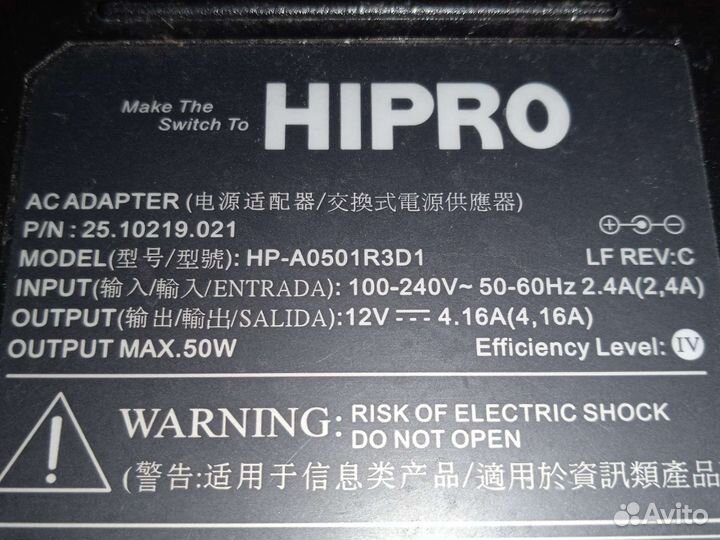 Make The
Switch To
HIPRO
AC ADAPTER (电源适配器/交換式電源供應器)
P/N : 25.10219.021
MODEL(型号/型號): HP-A0501R3D1
LF REV:C
INPUT(输入/輸入/ENTRADA): 100-240V~ 50-60Hz 2.4A(2,4A)
OUTPUT(输出/輸出/SALIDA):12V 4.16A(4,16A)
OUTPUT MAX.50W
Efficiency Level: IV
WARNING:
RISK OF ELECTRIC SHOCK
DO NOT OPEN
(警告:适用于信息类产品/適用於資訊類產品
Avito